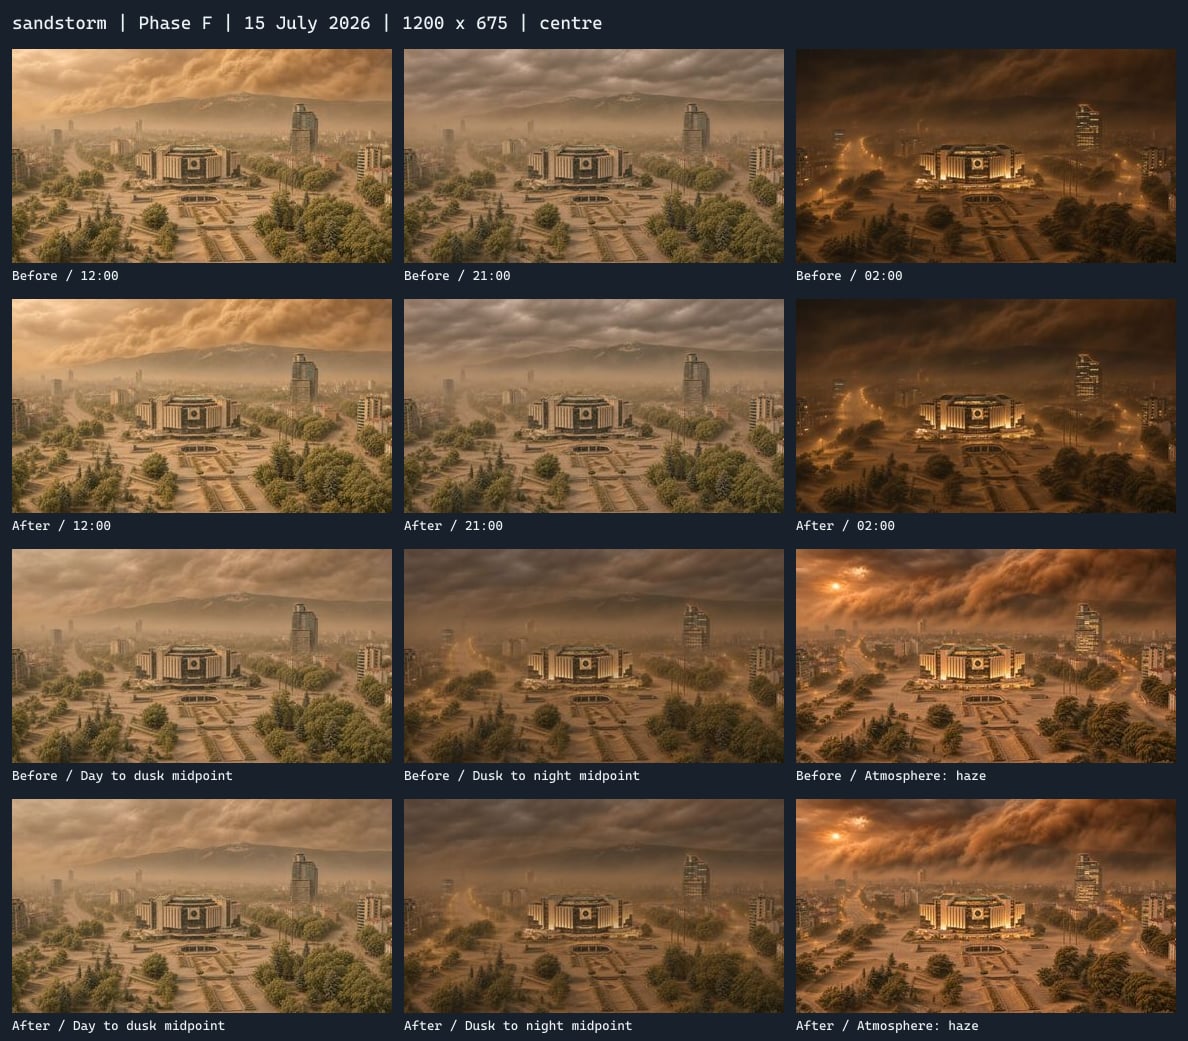 sandstorm | Phase F | 15 July 2026 | 1200 x 675 | centre
Before / 12:00
Before / 21:00
Before / 02:00
After / 12:00
After / 21:00
After / 02:00
Before / Day to dusk midpoint
Before / Dusk to night midpoint
Before / Atmosphere: haze
After / Day to dusk midpoint
After / Dusk to night midpoint
After / Atmosphere: haze